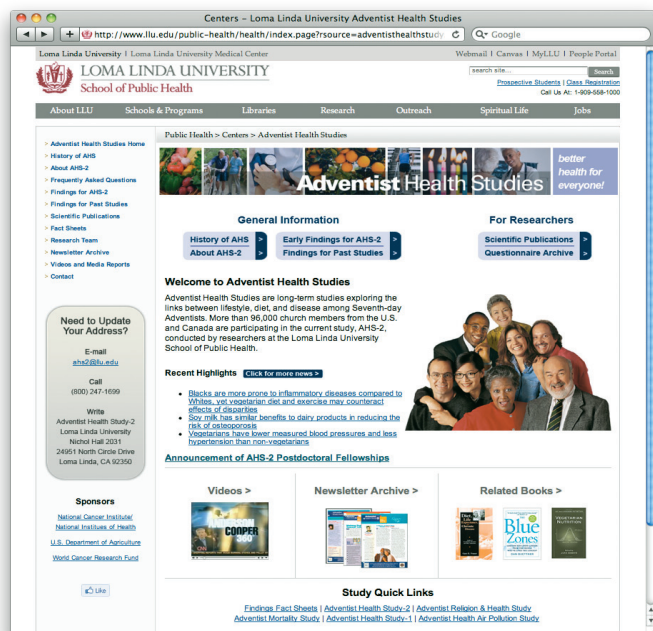 Centers – Loma Linda University Adventist Health Studies
http://www.llu.edu/public-health/health/index.page?rsource=adventisthealthstudy
Google
Loma Linda University | Loma Linda University Medical Center
Webmail | Canvas | MyLLU | People Portal
LOMA LINDA UNIVERSITY
School of Public Health
search site...
Search
Prospective Students | Class Registration
Call Us At: 1-909-558-1000
About LLU Schools & Programs Libraries Research Outreach Spiritual Life Jobs
> Adventist Health Studies Home
> History of AHS
> About AHS-2
> Frequently Asked Questions
> Findings for AHS-2
> Findings for Past Studies
> Scientific Publications
> Fact Sheets
> Research Team
> Newsletter Archive
> Videos and Media Reports
> Contact
Need to Update
Your Address?
E-mail
ahs2@llu.edu
Call
(800) 247-1699
Write
Adventist Health Study-2
Loma Linda University
Nichol Hall 2031
24951 North Circle Drive
Loma Linda, CA 92350
Sponsors
National Cancer Institute/
National Institues of Health
U.S. Department of Agriculture
World Cancer Research Fund
Like
Public Health > Centers > Adventist Health Studies
Adventist Health Studies
better
health for
everyone!
General Information
For Researchers
History of AHS >
About AHS-2 >
Early Findings for AHS-2 >
Findings for Past Studies >
Scientific Publications >
Questionnaire Archive >
Welcome to Adventist Health Studies
Adventist Health Studies are long-term studies exploring the
links between lifestyle, diet, and disease among Seventh-day
Adventists. More than 96,000 church members from the U.S.
and Canada are participating in the current study, AHS-2,
conducted by researchers at the Loma Linda University
School of Public Health.
Recent Highlights Click for more news >
• Blacks are more prone to inflammatory diseases compared to
Whites, yet vegetarian diet and exercise may counteract
effects of disparities
• Soy milk has similar benefits to dairy products in reducing the
risk of osteoporosis
• Vegetarians have lower measured blood pressures and less
hypertension than non-vegetarians
Announcement of AHS-2 Postdoctoral Fellowships
Videos >
Newsletter Archive >
Related Books >
ANDERSON
COOPER
360
CNN
Diet,
Life
Blue
Zones
VEGETARIAN
NUTRITION
Study Quick Links
Findings Fact Sheets | Adventist Health Study-2 | Adventist Religion & Health Study
Adventist Mortality Study | Adventist Health Study-1 | Adventist Health Air Pollution Study